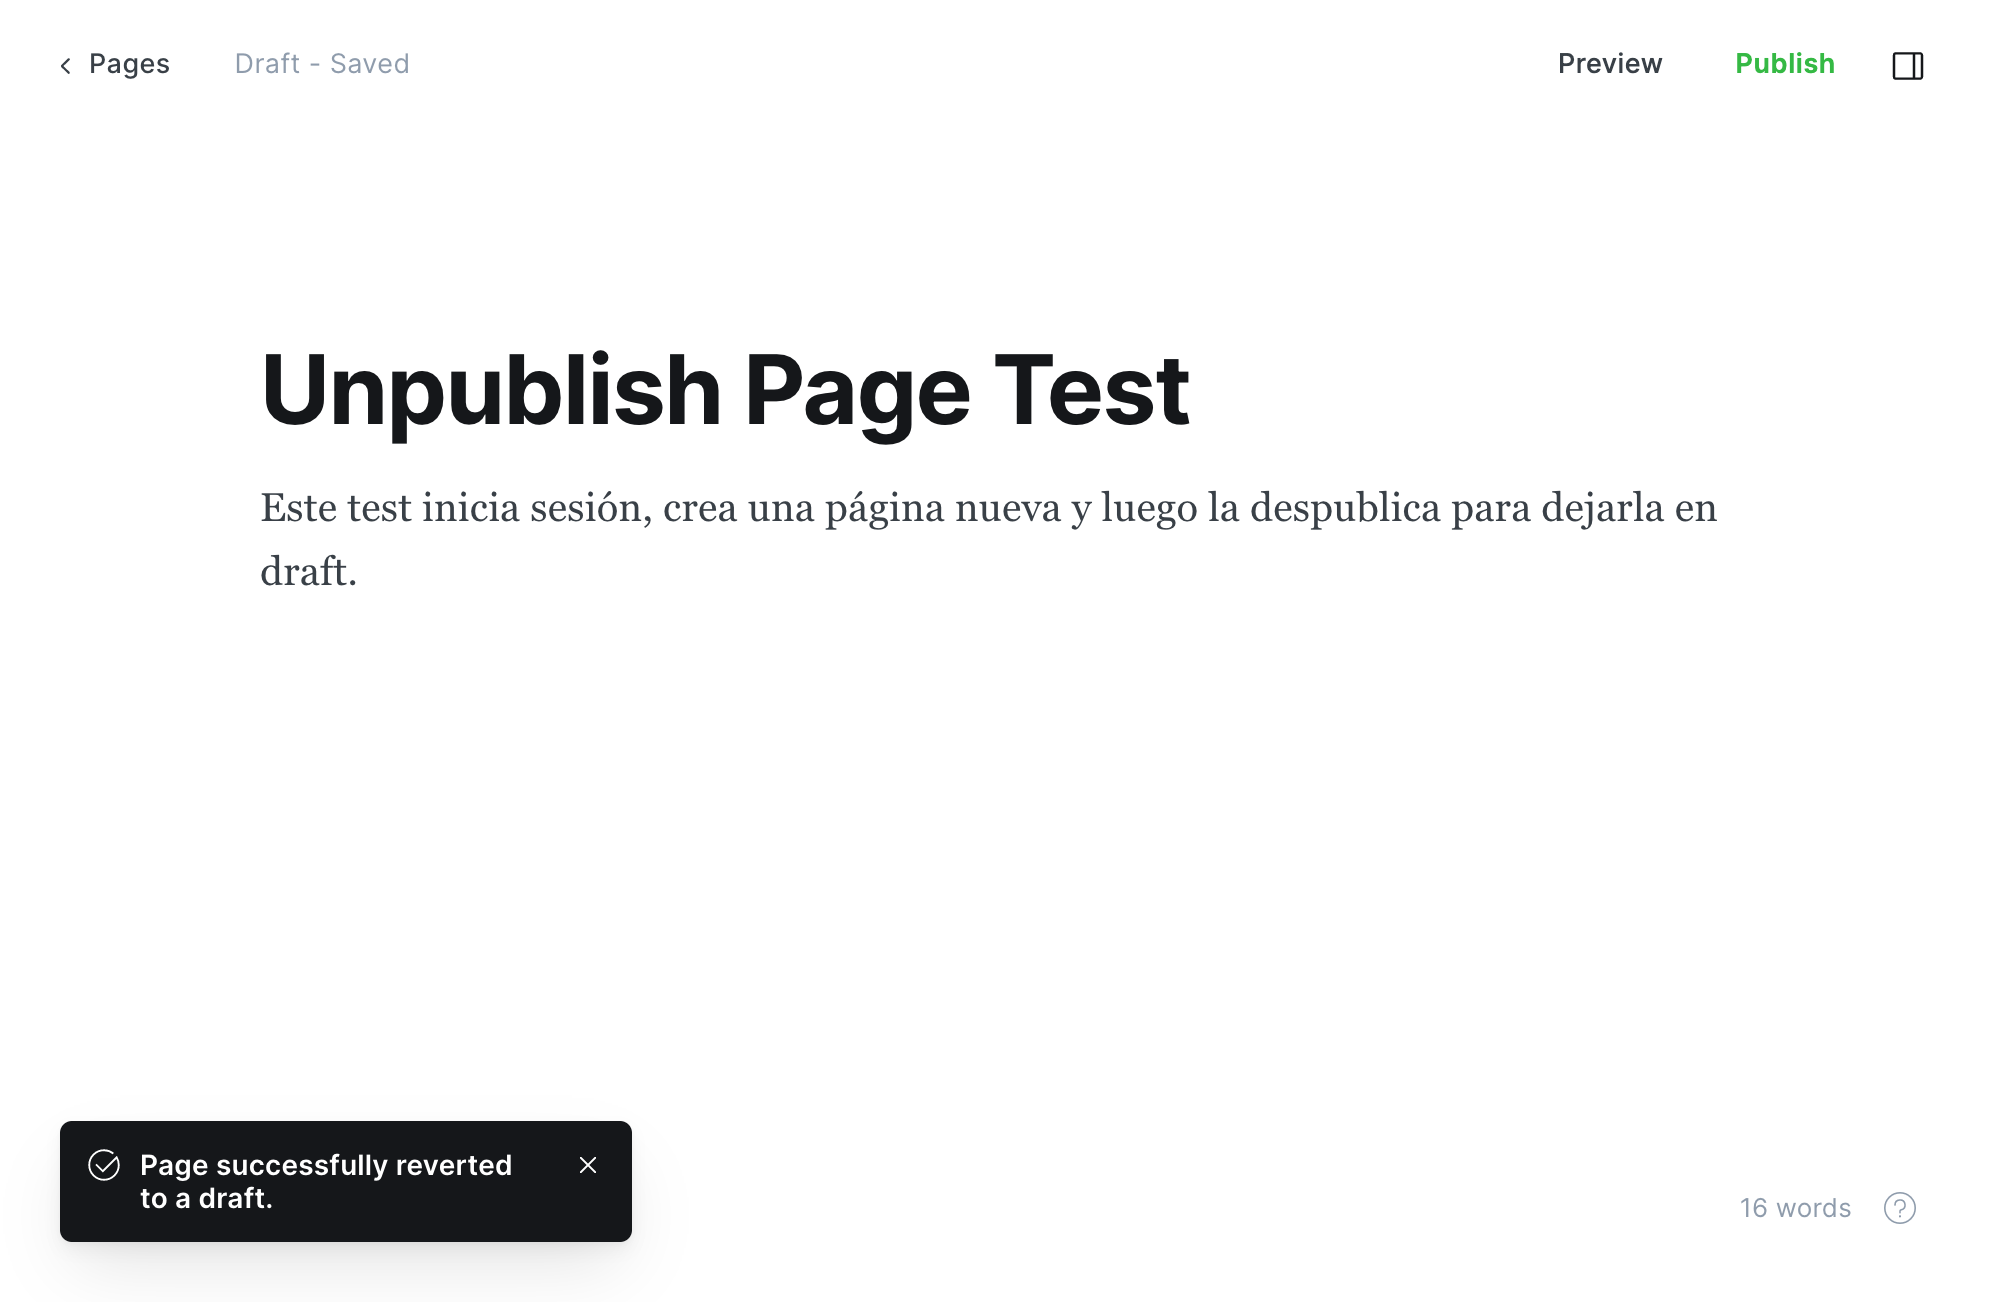 Pages
Draft - Saved
Preview
Publish
Unpublish Page Test
Este test inicia sesión, crea una página nueva y luego la despublica para dejarla en
draft.
Page successfully reverted
to a draft.
16 words
?